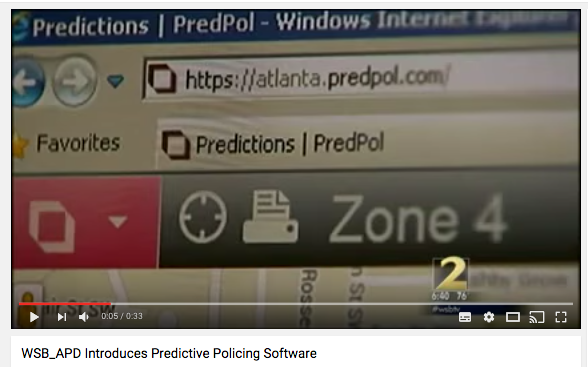 Predictions | PredPol - Windows Internet Explorer
https://atlanta.predpol.com/
Favorites
Predictions | PredPol
Zone 4
2
6:40 76
0:05 / 0:33
WSB_APD Introduces Predictive Policing Software